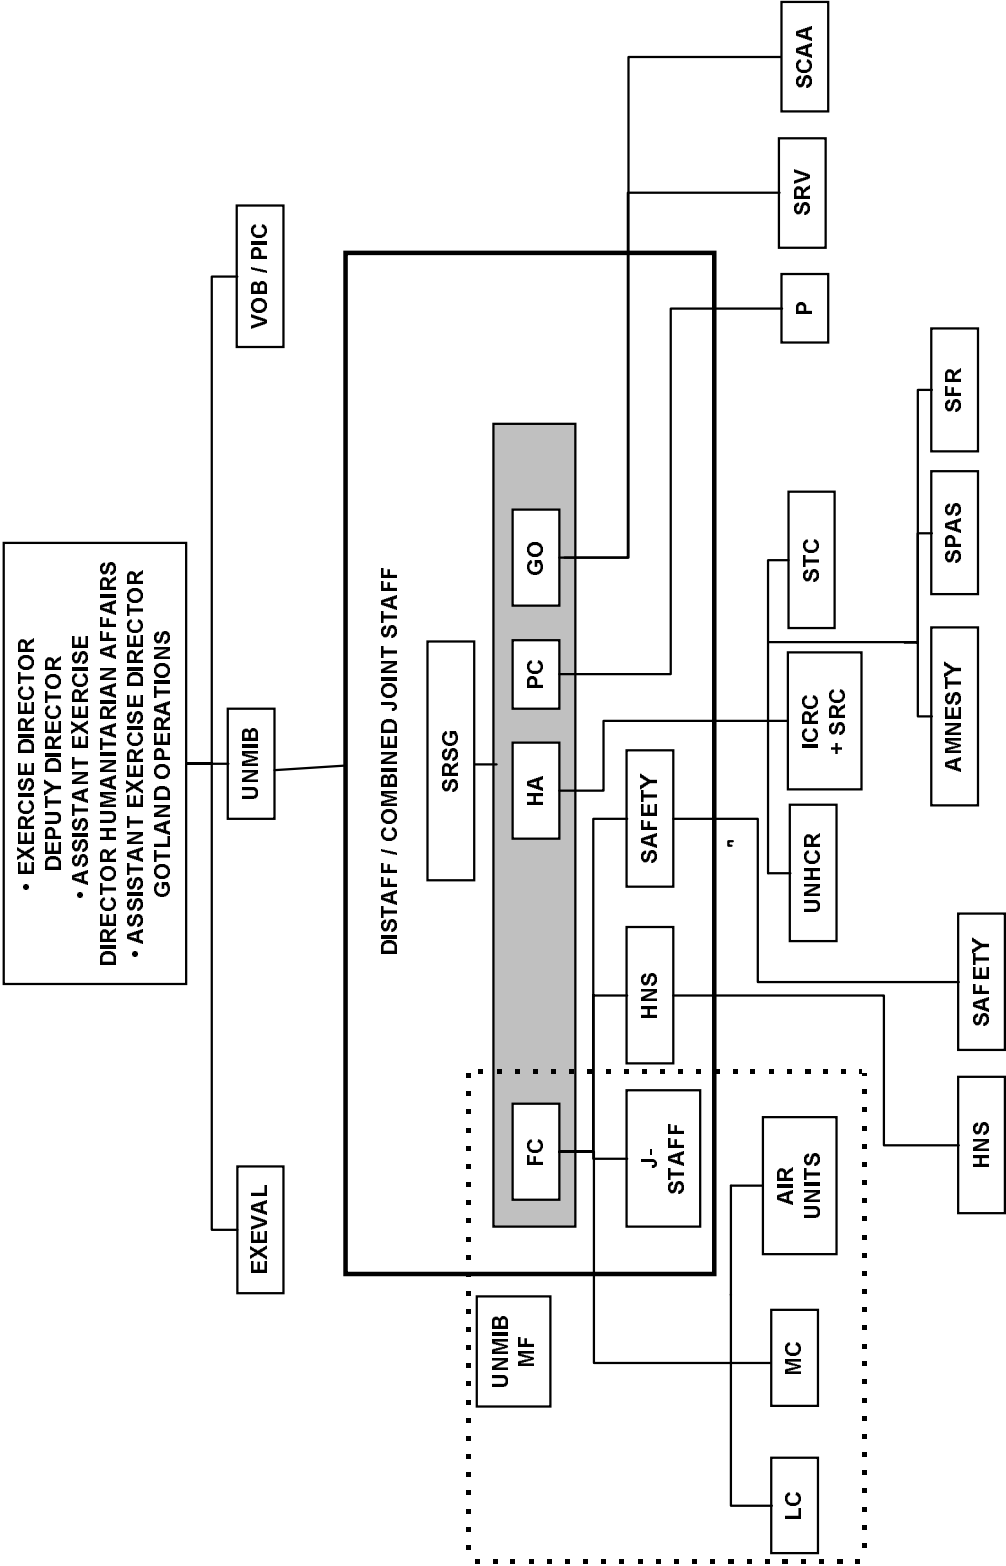 • EXERCISE DIRECTOR
DEPUTY DIRECTOR
• ASSISTANT EXERCISE
DIRECTOR HUMANITARIAN AFFAIRS
• ASSISTANT EXERCISE DIRECTOR
GOTLAND OPERATIONS
EXEVAL
UNMIB
VOB / PIC
DISTAFF / COMBINED JOINT STAFF
SRSG
UNMIB
MF
FC
HA
PC
GO
J-
STAFF
HNS
SAFETY
LC
MC
AIR
UNITS
UNHCR
ICRC
+ SRC
STC
P
SRV
SCAA
AMNESTY
SPAS
SFR
HNS
SAFETY